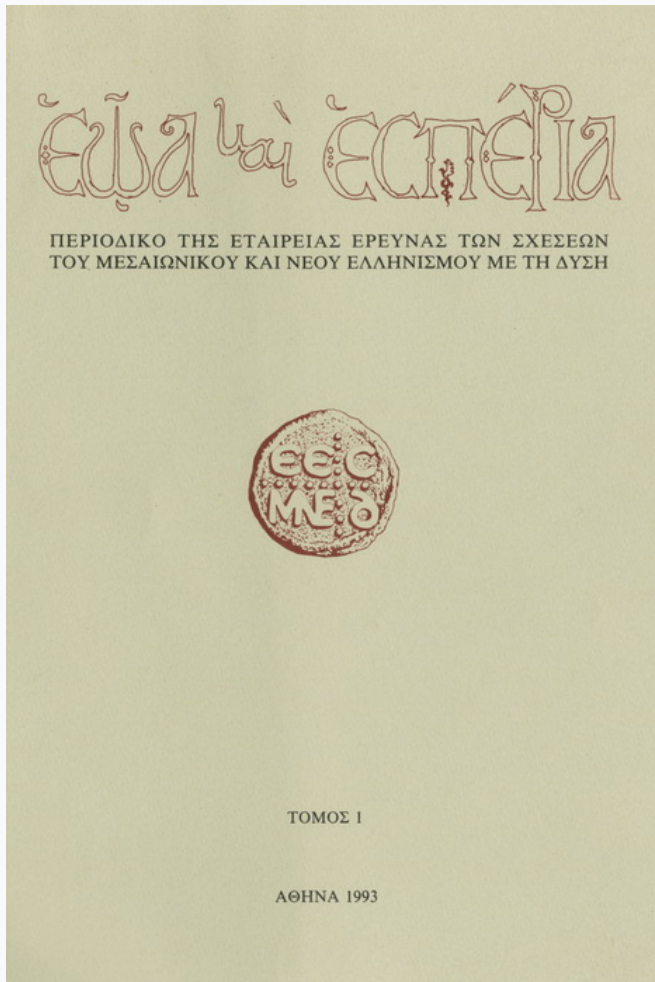 ἑῷα καὶ ἑσπέρια
ΠΕΡΙΟΔΙΚΟ ΤΗΣ ΕΤΑΙΡΕΙΑΣ ΕΡΕΥΝΑΣ ΤΩΝ ΣΧΕΣΕΩΝ
ΤΟΥ ΜΕΣΑΙΩΝΙΚΟΥ ΚΑΙ ΝΕΟΥ ΕΛΛΗΝΙΣΜΟΥ ΜΕ ΤΗ ΔΥΣΗ
ΕΕϹ
ΜΝΕδ
ΤΟΜΟΣ 1
ΑΘΗΝΑ 1993